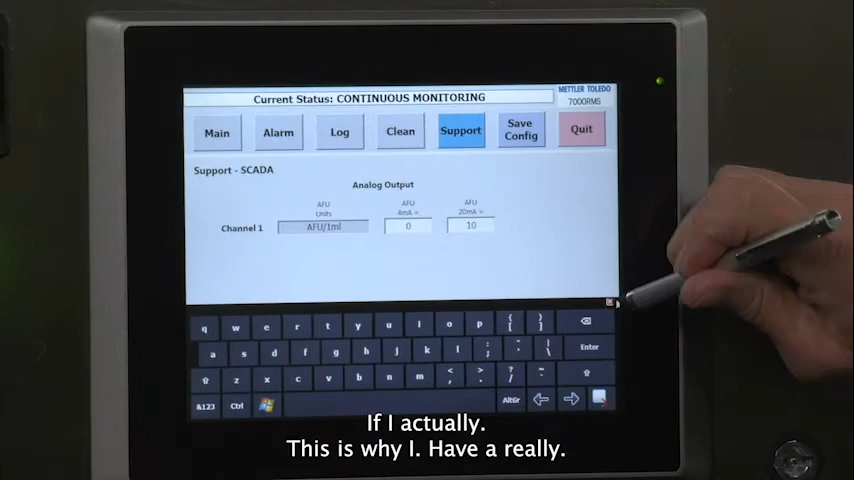 METTLER TOLEDO
Current Status: CONTINUOUS MONITORING
7000RMS
Main Alarm Log Clean Support Save Config Quit
Support - SCADA
Analog Output
AFU Units AFU 4mA = AFU 20mA =
Channel 1 AFU/1ml 0 10
q w e r t y u i o p { [ } ]
a s d f g h j k l : ; " ' | \ Enter
z x c v b n m < , > . ? / ~ `
&123 Ctrl AltGr
If I actually.
This is why I. Have a really.